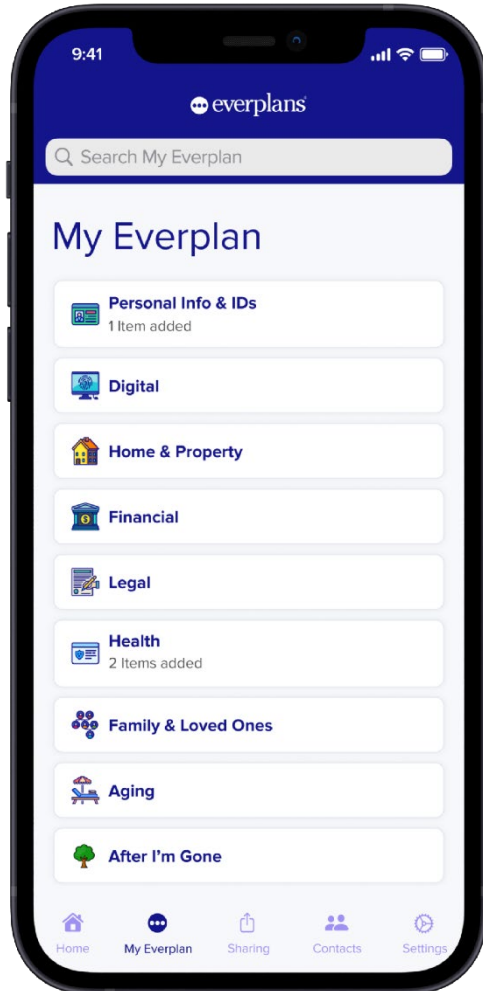 9:41
everplans
Search My Everplan
My Everplan
Personal Info & IDs
1 Item added
Digital
Home & Property
Financial
Legal
Health
2 Items added
Family & Loved Ones
Aging
After I'm Gone
Home My Everplan Sharing Contacts Settings